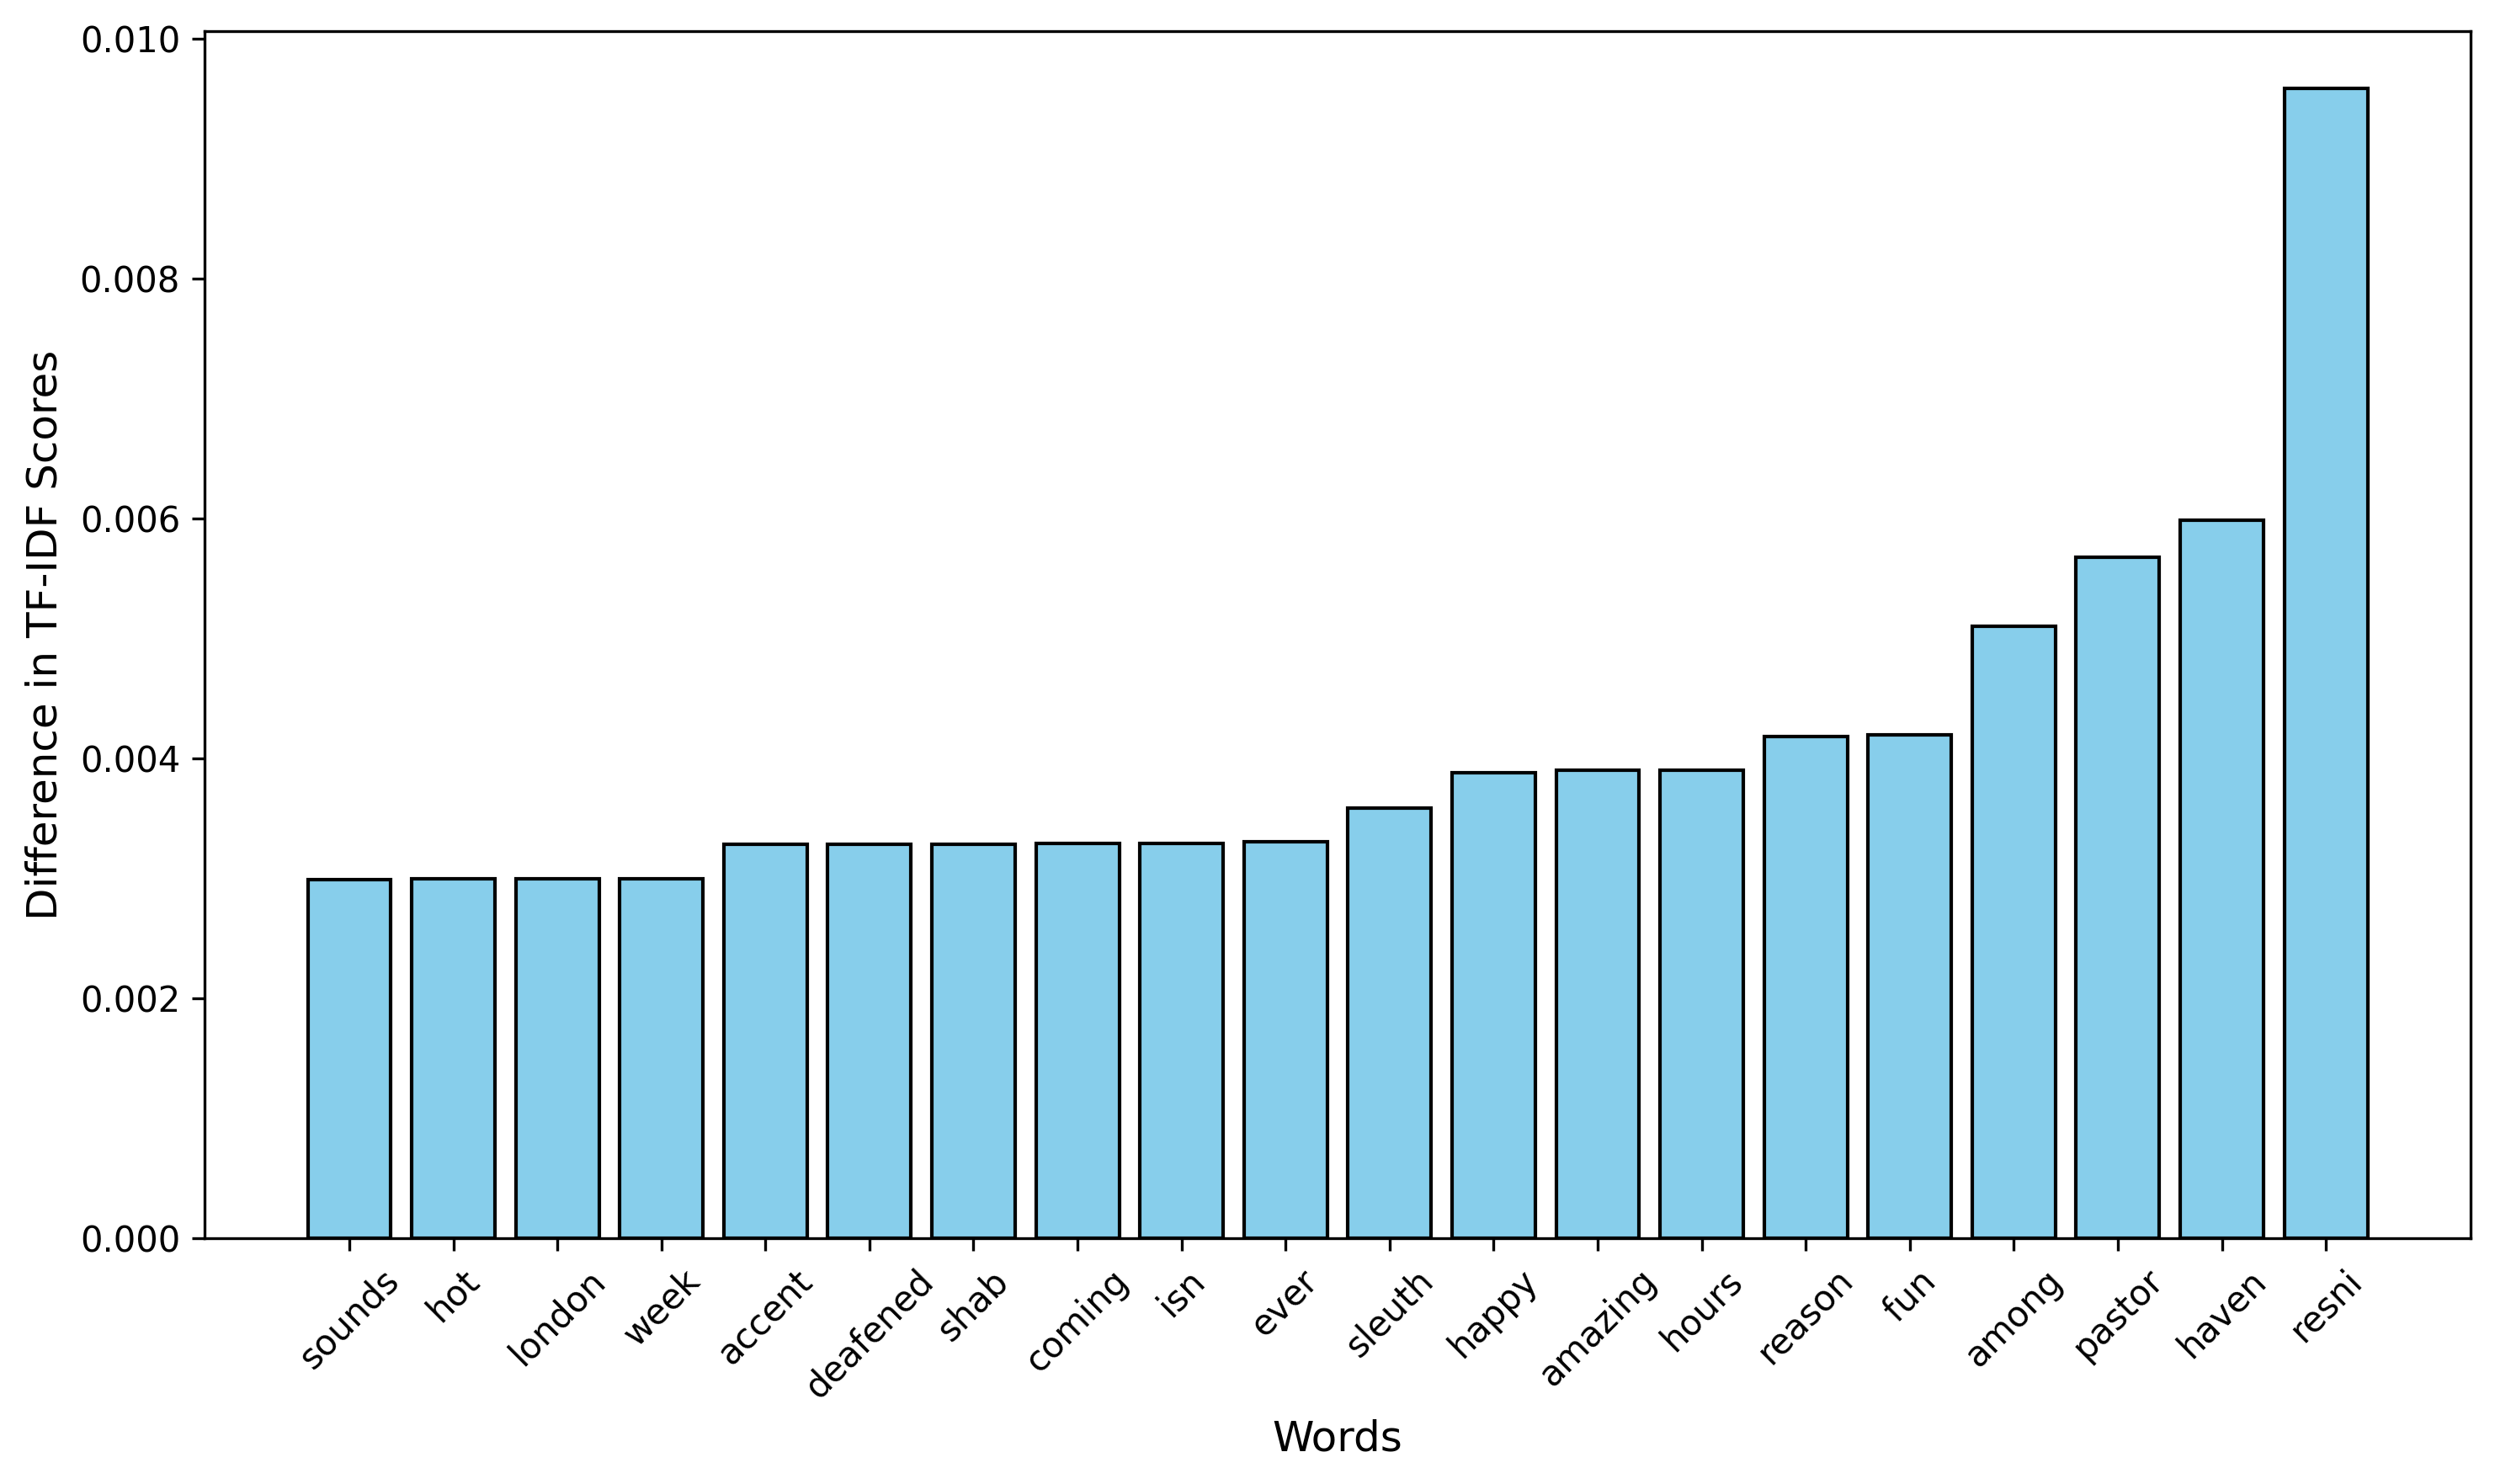 0.010
0.008
0.006
0.004
0.002
0.000
Difference in TF-IDF Scores
sounds
hot
london
week
accent
deafened
shab
coming
isn
ever
sleuth
happy
amazing
hours
reason
fun
among
pastor
haven
resni
Words